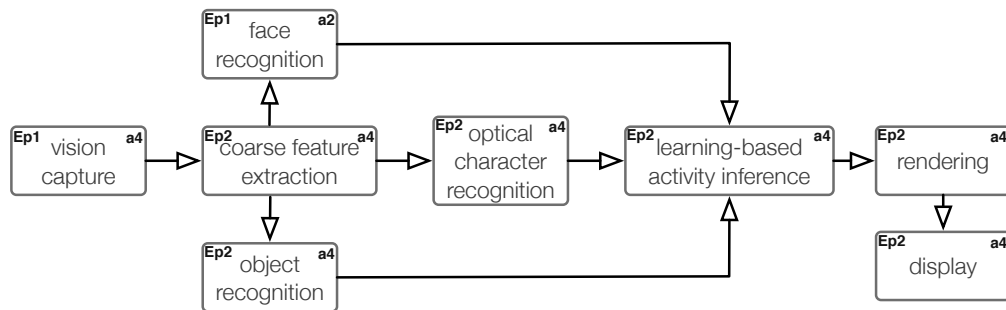 Ep1 a2
face
recognition
Ep1 a4
vision
capture
Ep2 a4
coarse feature
extraction
Ep2 a4
optical
character
recognition
Ep2 a4
learning-based
activity inference
Ep2 a4
rendering
Ep2 a4
object
recognition
Ep2 a4
display